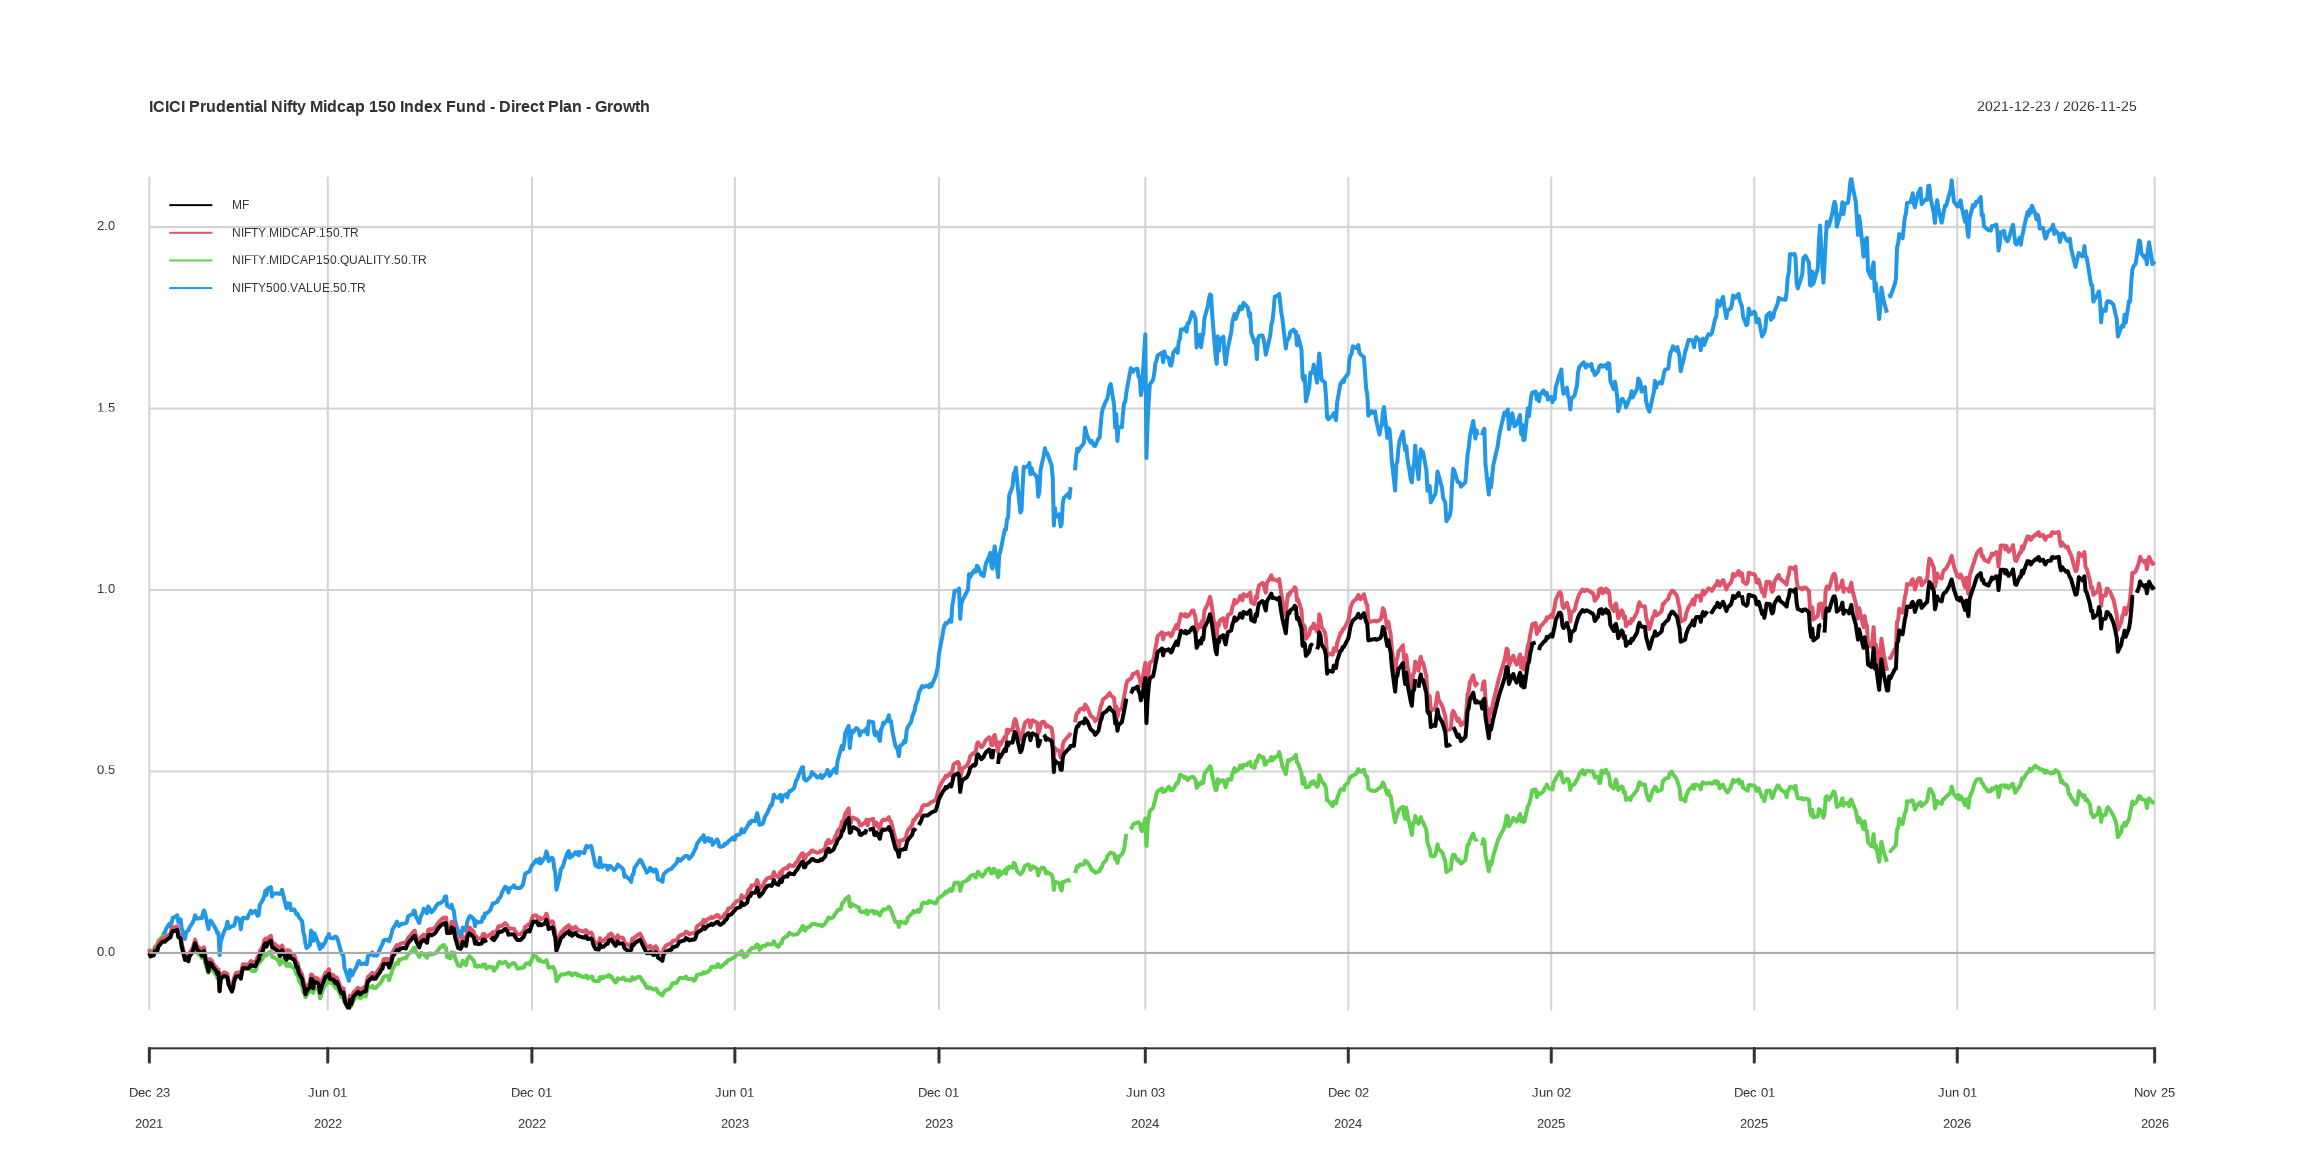 ICICI Prudential Nifty Midcap 150 Index Fund - Direct Plan - Growth
2021-12-23 / 2026-11-25
MF
NIFTY.MIDCAP.150.TR
NIFTY.MIDCAP150.QUALITY.50.TR
NIFTY500.VALUE.50.TR
2.0
1.5
1.0
0.5
0.0
Dec 23 Jun 01 Dec 01 Jun 01 Dec 01 Jun 03 Dec 02 Jun 02 Dec 01 Jun 01 Nov 25
2021 2022 2022 2023 2023 2024 2024 2025 2025 2026 2026